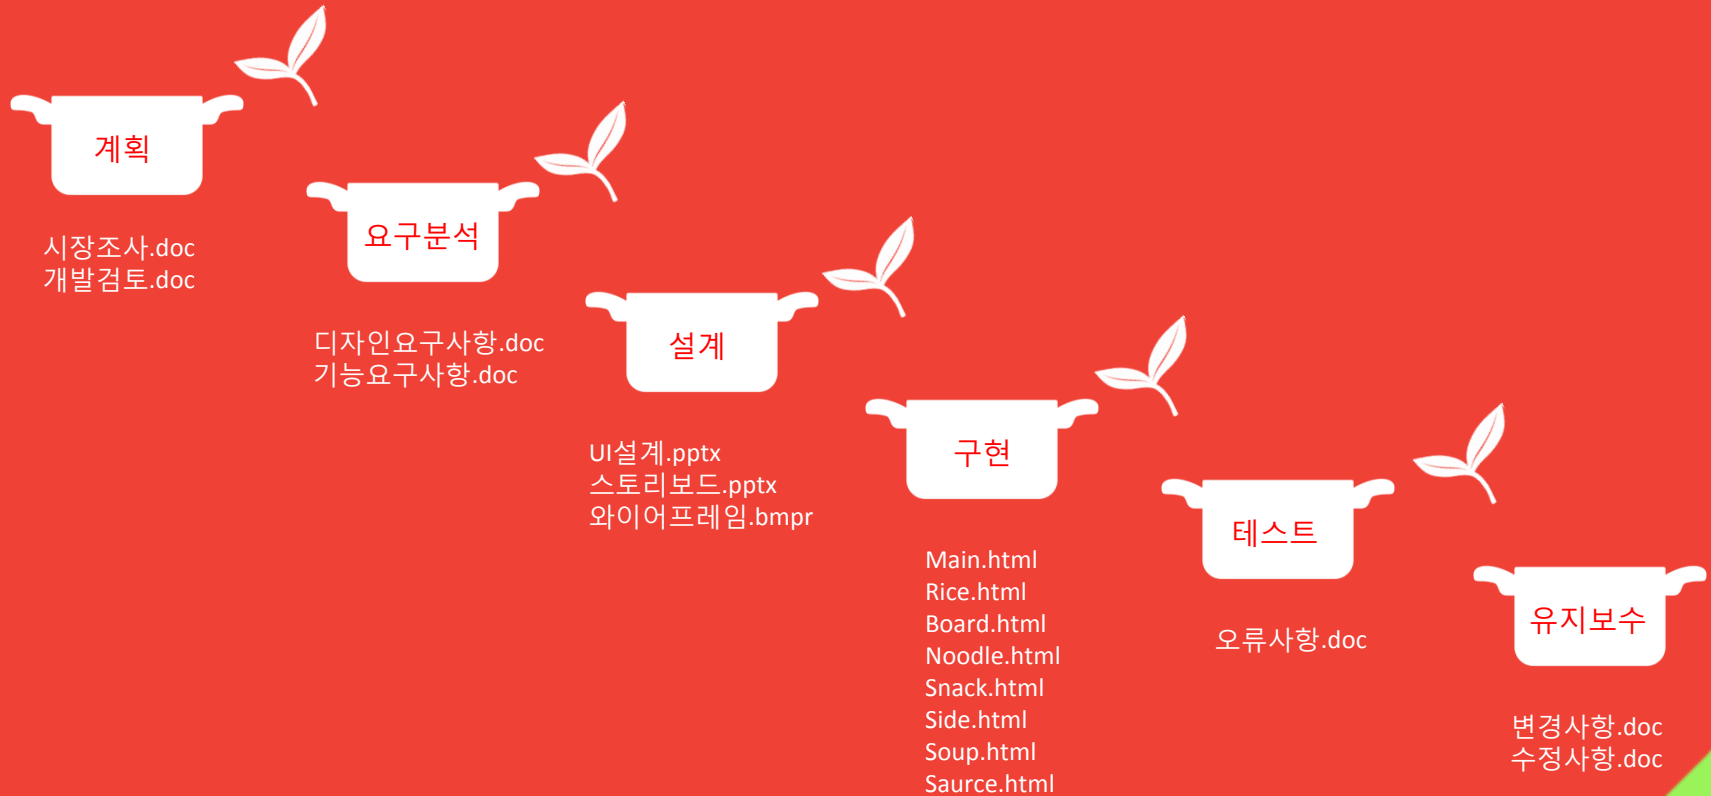 계획
시장조사.doc
개발검토.doc
요구분석
디자인요구사항.doc
기능요구사항.doc
설계
UI설계.pptx
스토리보드.pptx
와이어프레임.bmpr
구현
Main.html
Rice.html
Board.html
Noodle.html
Snack.html
Side.html
Soup.html
Saurce.html
테스트
오류사항.doc
유지보수
변경사항.doc
수정사항.doc